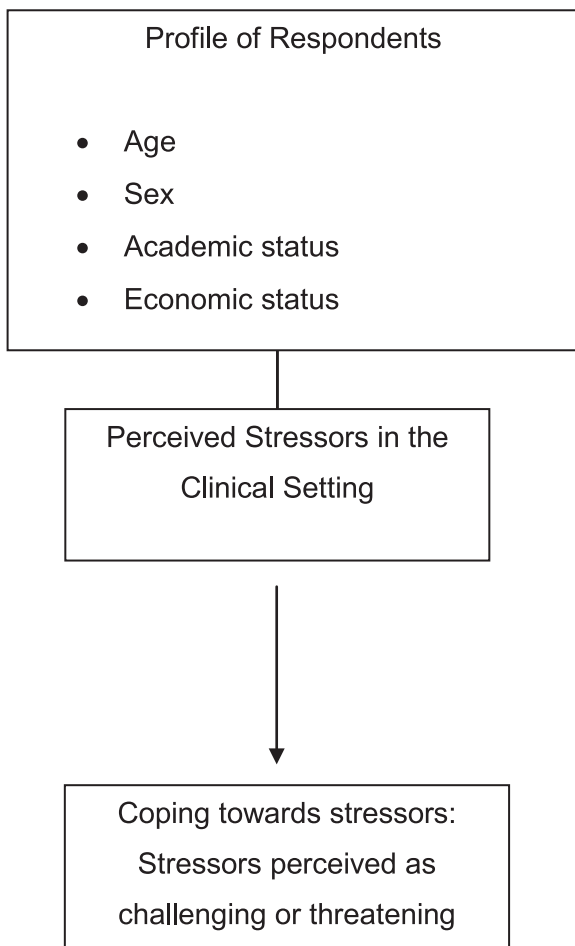 Profile of Respondents
• Age
• Sex
• Academic status
• Economic status
Perceived Stressors in the
Clinical Setting
Coping towards stressors:
Stressors perceived as
challenging or threatening